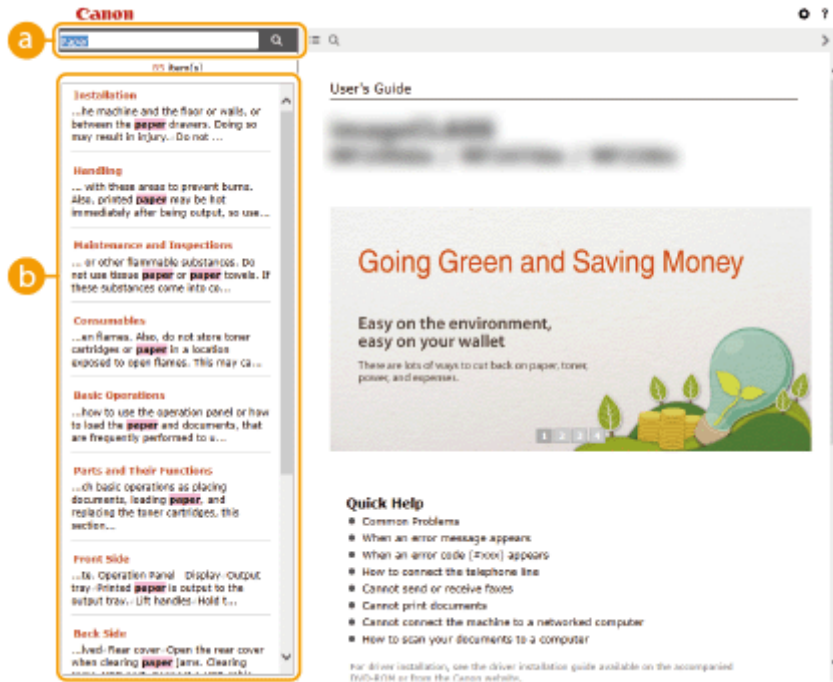 Canon
?
a
Paper
85 item(s)
b
Installation
...he machine and the floor or walls, or
between the paper drawers. Doing so
may result in injury. Do not ...
Handling
... with these areas to prevent burns.
Also, printed paper may be hot
immediately after being output, so use...
Maintenance and Inspections
... or other flammable substances. Do
not use tissue paper or paper towels. If
these substances come into co...
Consumables
...en flames. Also, do not store toner
cartridges or paper in a location
exposed to open flames. This may ca...
Basic Operations
...how to use the operation panel or how
to load the paper and documents, that
are frequently performed to u...
Parts and Their Functions
...ch basic operations as placing
documents, loading paper, and
replacing the toner cartridges, this
section...
Front Side
...te. Operation Panel Display Output
tray Printed paper is output to the
output tray. Lift handles Hold t...
Back Side
...lved Rear cover Open the rear cover
when clearing paper jams. Clearing
User's Guide
Going Green and Saving Money
Easy on the environment,
easy on your wallet
There are lots of ways to cut back on paper, toner,
power, and expenses.
1 2 3 4
Quick Help
Common Problems
When an error message appears
When an error code (#xxx) appears
How to connect the telephone line
Cannot send or receive faxes
Cannot print documents
Cannot connect the machine to a networked computer
How to scan your documents to a computer
For driver installation, see the driver installation guide available on the accompanied
DVD-ROM or from the Canon website.